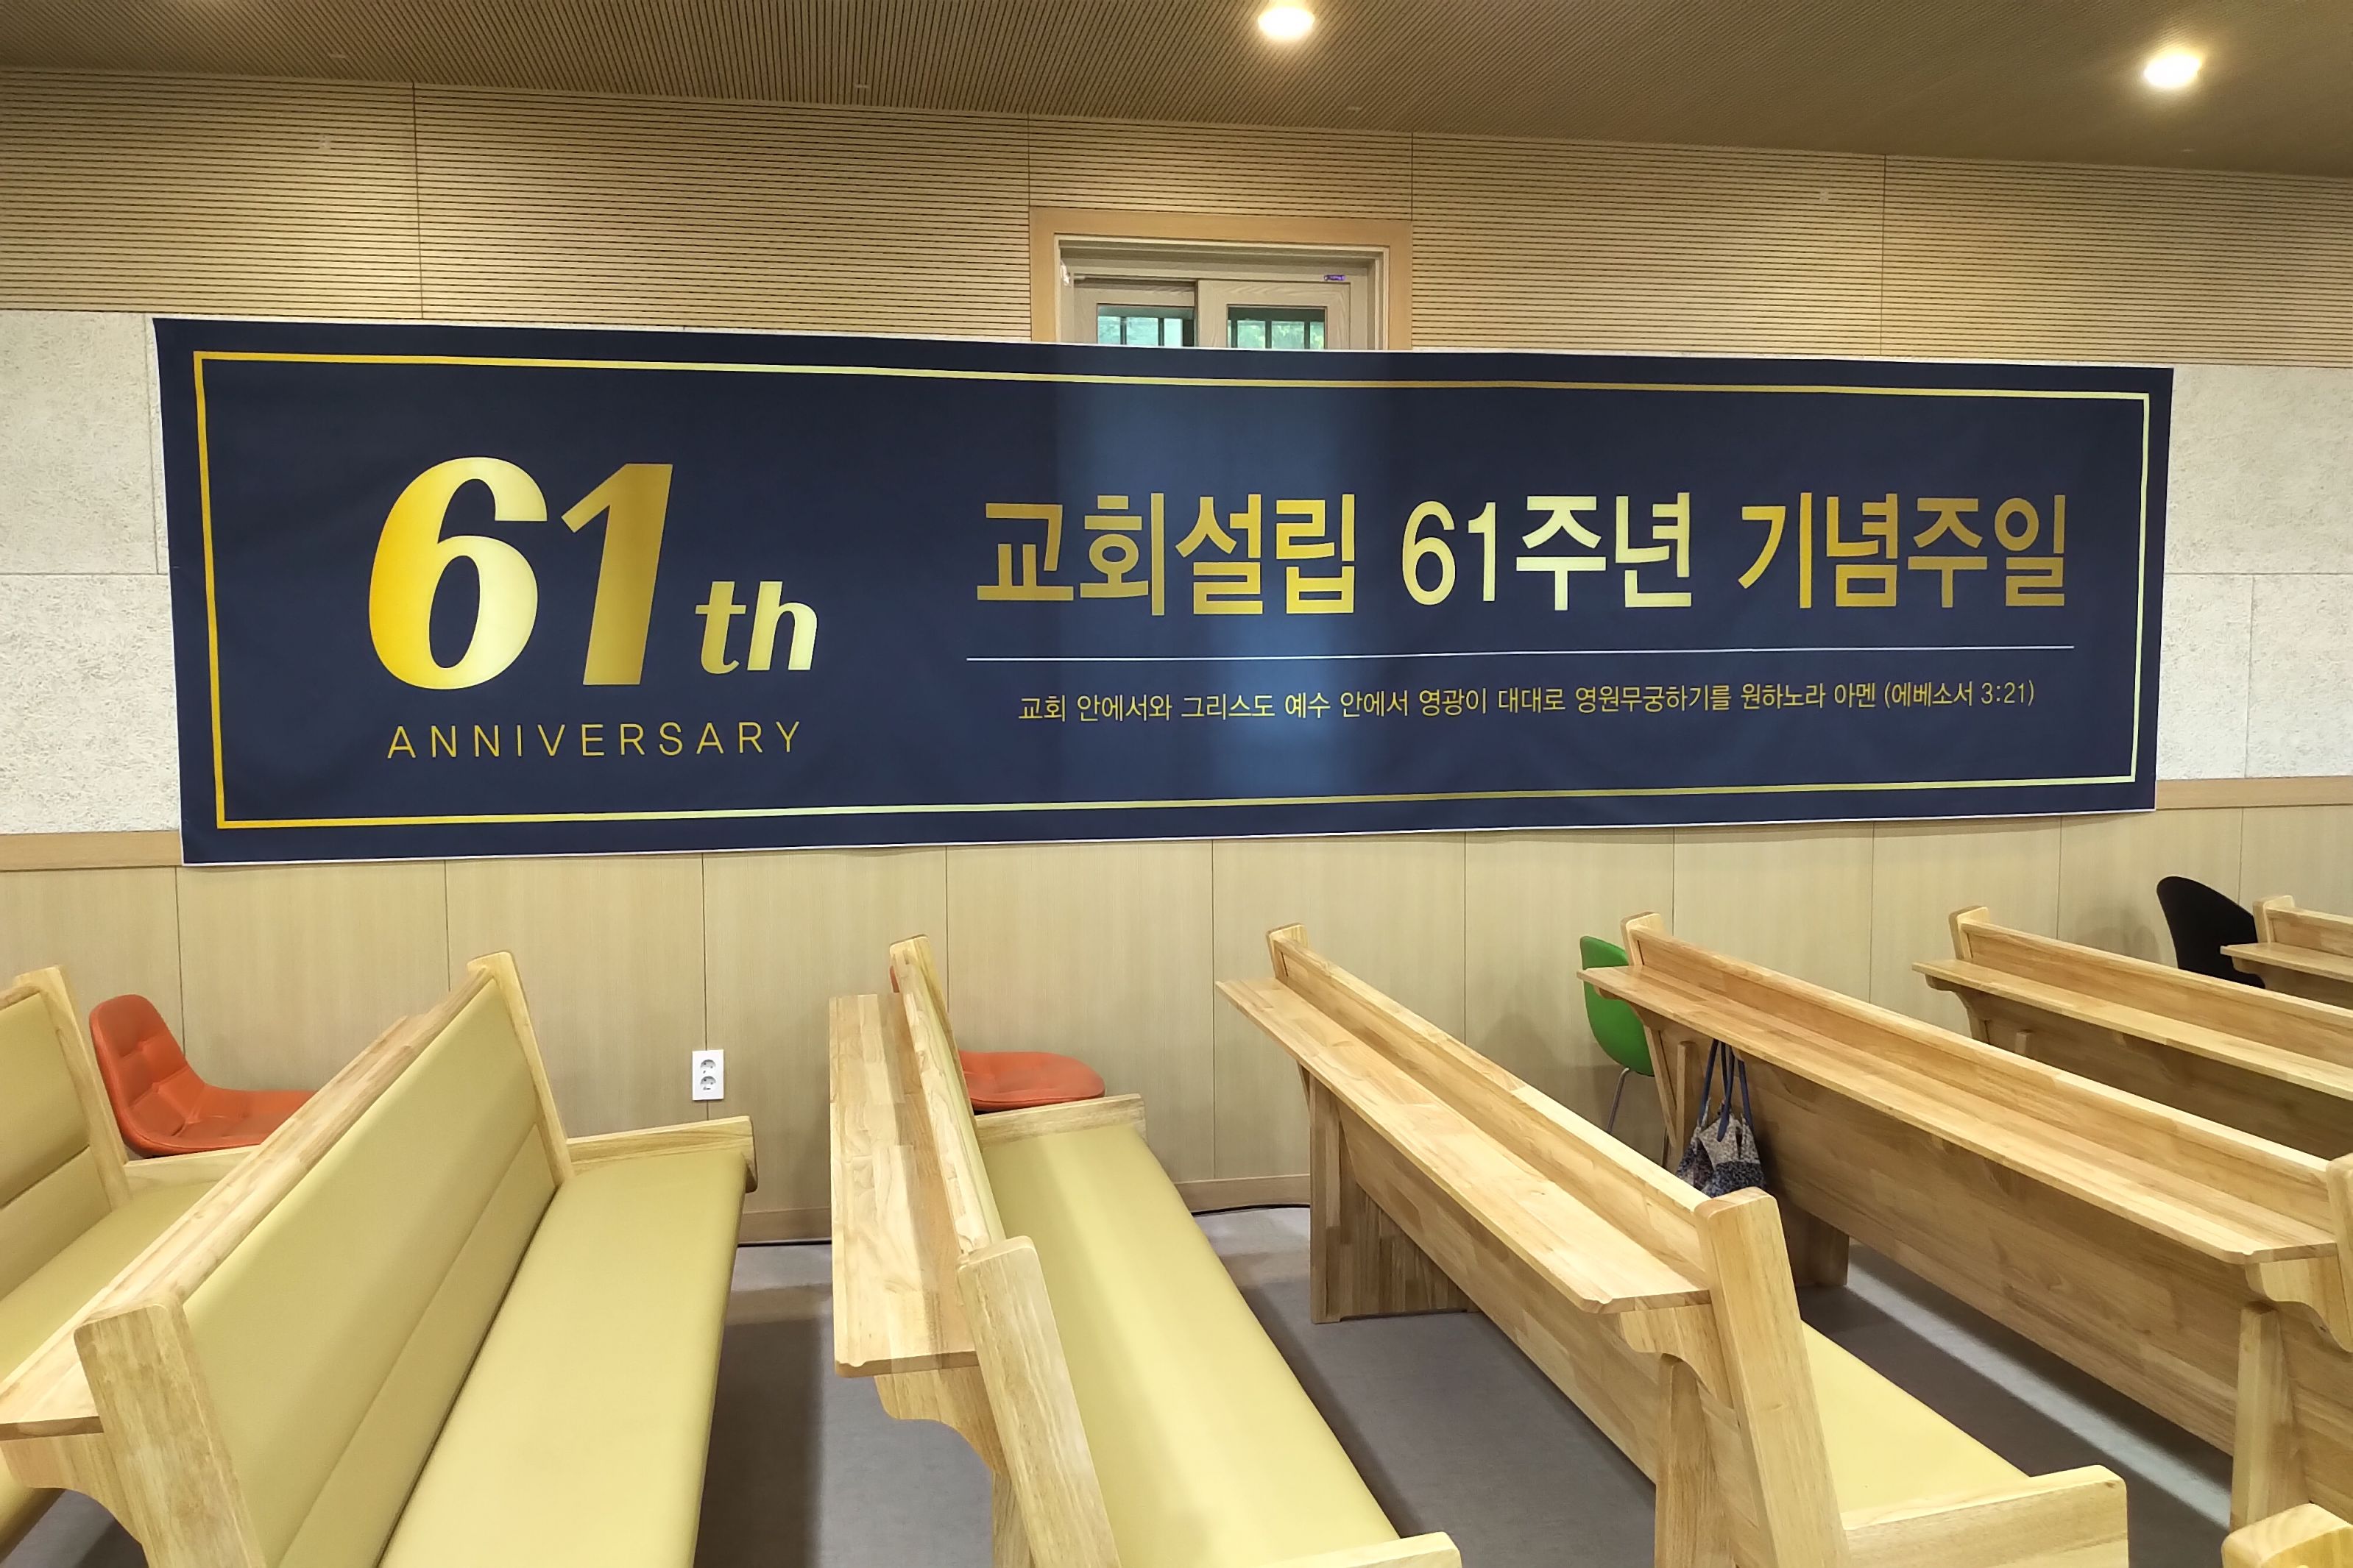 61th
ANNIVERSARY
교회설립 61주년 기념주일
교회 안에서와 그리스도 예수 안에서 영광이 대대로 영원무궁하기를 원하노라 아멘 (에베소서 3:21)